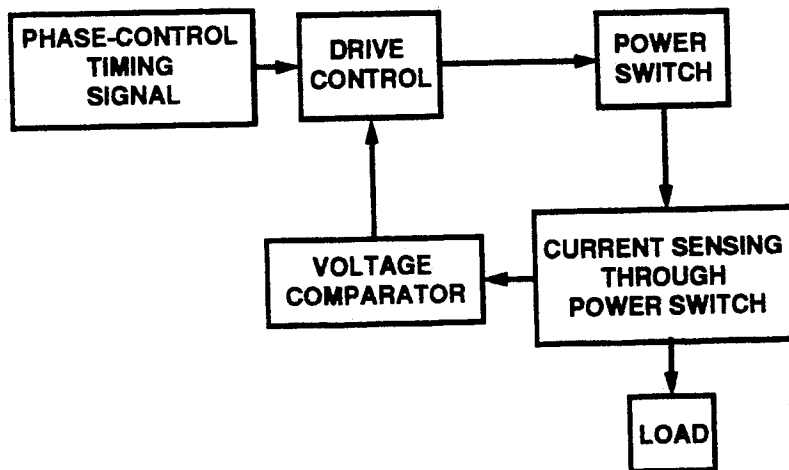 PHASE-CONTROL
TIMING
SIGNAL
DRIVE
CONTROL
POWER
SWITCH
VOLTAGE
COMPARATOR
CURRENT SENSING
THROUGH
POWER SWITCH
LOAD